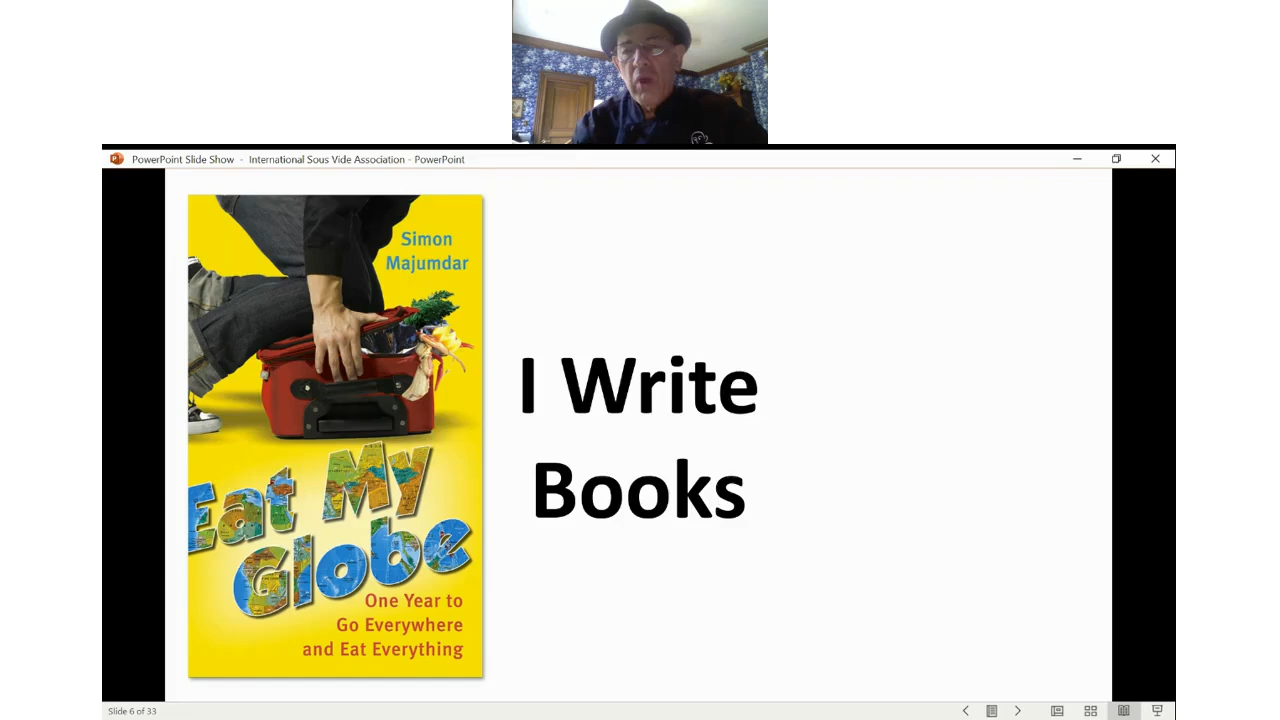 PowerPoint Slide Show - International Sous Vide Association - PowerPoint
Simon
Majumdar
Eat My
Globe
One Year to
Go Everywhere
and Eat Everything
I Write
Books
Slide 6 of 33